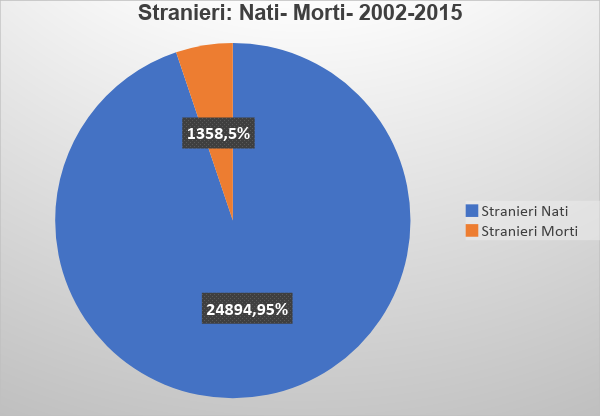 Stranieri: Nati- Morti- 2002-2015
1358,5%
Stranieri Nati
Stranieri Morti
24894,95%